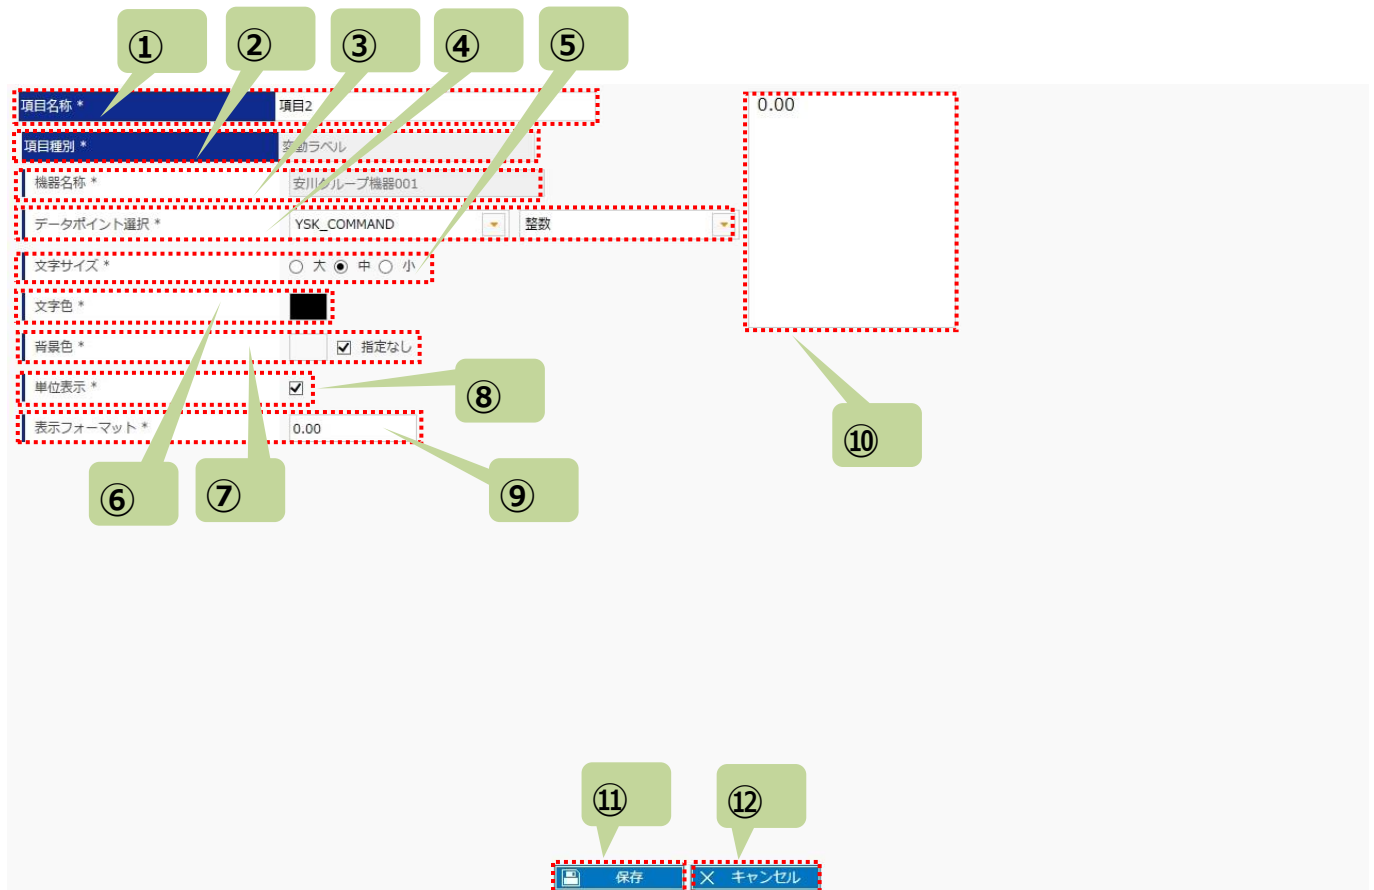 ① ② ③ ④ ⑤
項目名称 * 項目2
項目種別 * 変動ラベル
機器名称 * 安川グループ機器001
データポイント選択 * YSK_COMMAND 整数
文字サイズ * 大 中 小
文字色 *
背景色 * 指定なし
単位表示 *
表示フォーマット * 0.00
0.00
⑧
⑩
⑥ ⑦ ⑨
⑪ ⑫
保存 キャンセル